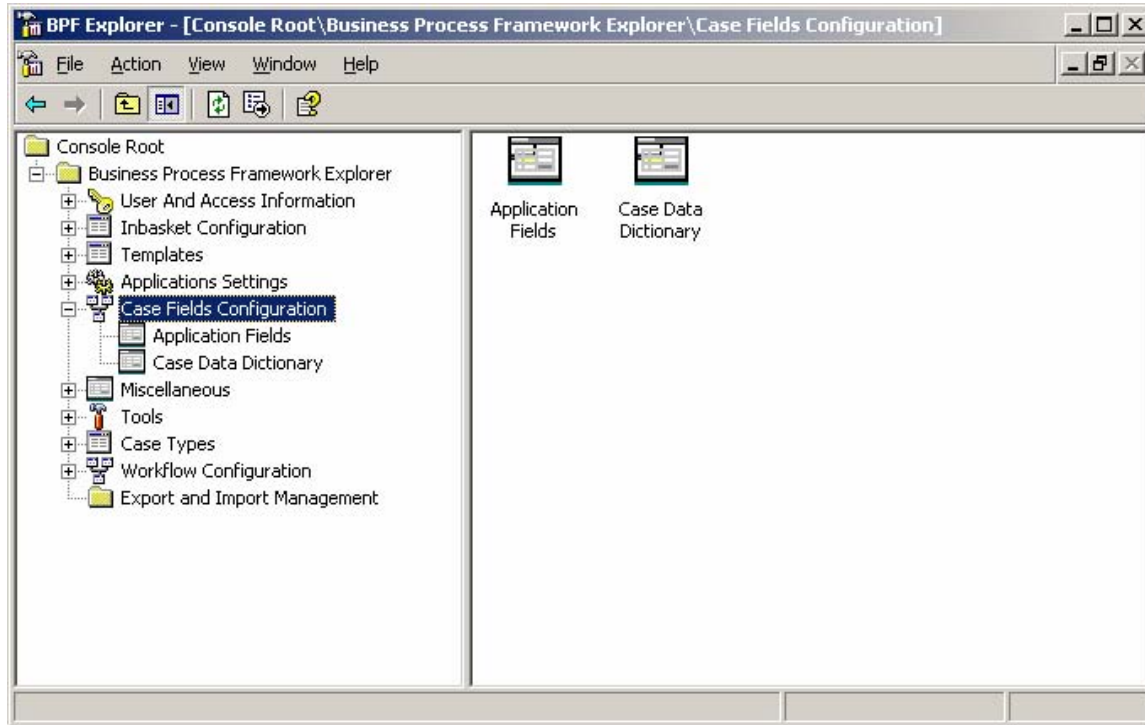 BPF Explorer - [Console Root\Business Process Framework Explorer\Case Fields Configuration]
File Action View Window Help
Console Root
Business Process Framework Explorer
User And Access Information
Inbasket Configuration
Templates
Applications Settings
Case Fields Configuration
Application Fields
Case Data Dictionary
Miscellaneous
Tools
Case Types
Workflow Configuration
Export and Import Management
Application
Fields
Case Data
Dictionary